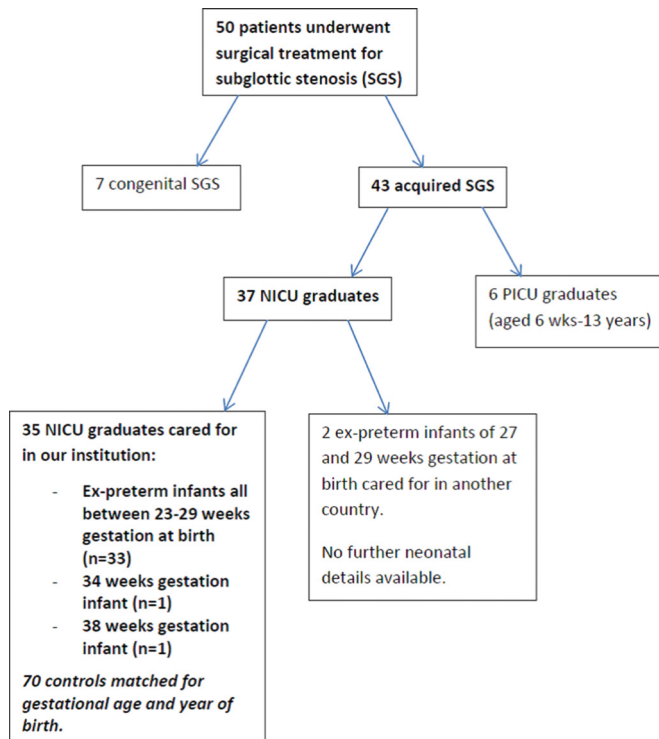 50 patients underwent
surgical treatment for
subglottic stenosis (SGS)
7 congenital SGS
43 acquired SGS
37 NICU graduates
6 PICU graduates
(aged 6 wks-13 years)
35 NICU graduates cared for
in our institution:
- Ex-preterm infants all
between 23-29 weeks
gestation at birth
(n=33)
- 34 weeks gestation
infant (n=1)
- 38 weeks gestation
infant (n=1)
70 controls matched for
gestational age and year of
birth.
2 ex-preterm infants of 27
and 29 weeks gestation at
birth cared for in another
country.
No further neonatal
details available.